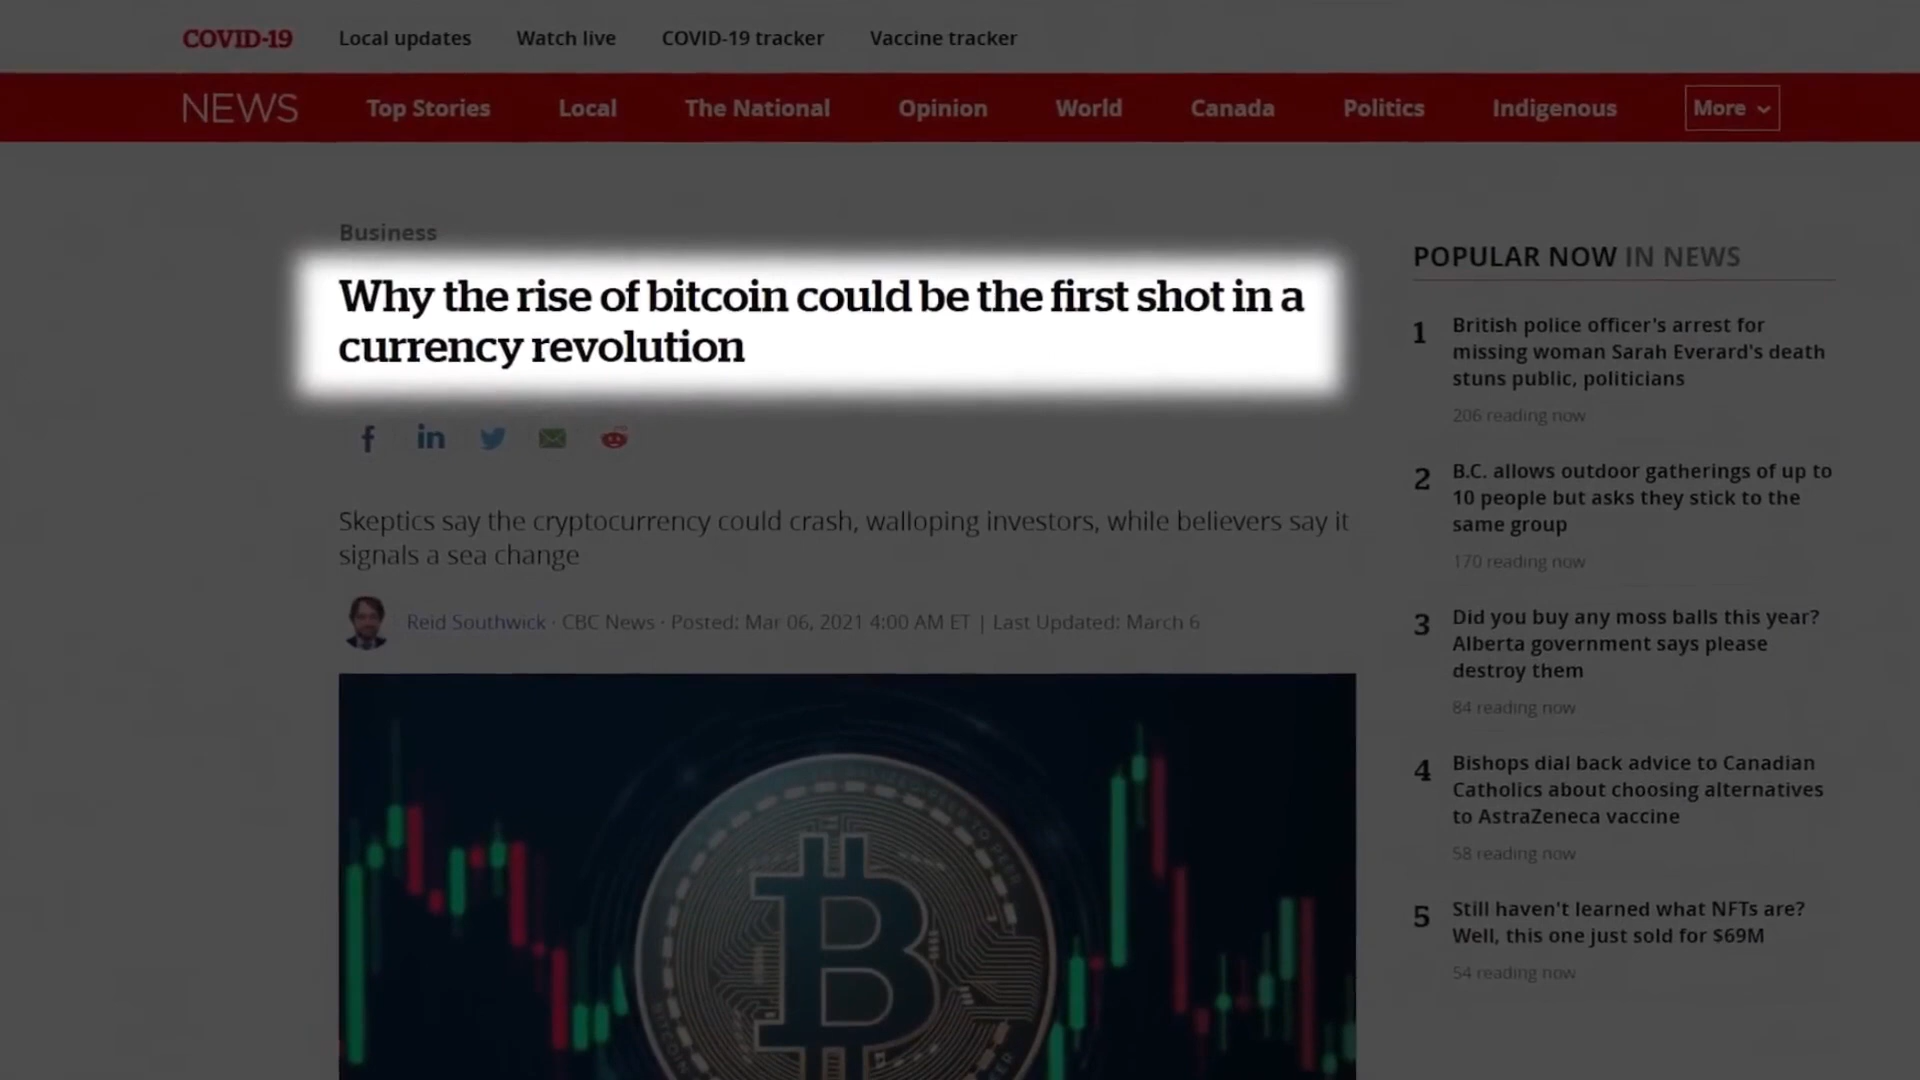 COVID-19 Local updates Watch live COVID-19 tracker Vaccine tracker
NEWS Top Stories Local The National Opinion World Canada Politics Indigenous More
Business
Why the rise of bitcoin could be the first shot in a
currency revolution
Skeptics say the cryptocurrency could crash, walloping investors, while believers say it
signals a sea change
Reid Southwick · CBC News · Posted: Mar 06, 2021 4:00 AM ET | Last Updated: March 6
POPULAR NOW IN NEWS
1 British police officer's arrest for
missing woman Sarah Everard's death
stuns public, politicians
206 reading now
2 B.C. allows outdoor gatherings of up to
10 people but asks they stick to the
same group
170 reading now
3 Did you buy any moss balls this year?
Alberta government says please
destroy them
84 reading now
4 Bishops dial back advice to Canadian
Catholics about choosing alternatives
to AstraZeneca vaccine
58 reading now
5 Still haven't learned what NFTs are?
Well, this one just sold for $69M
54 reading now